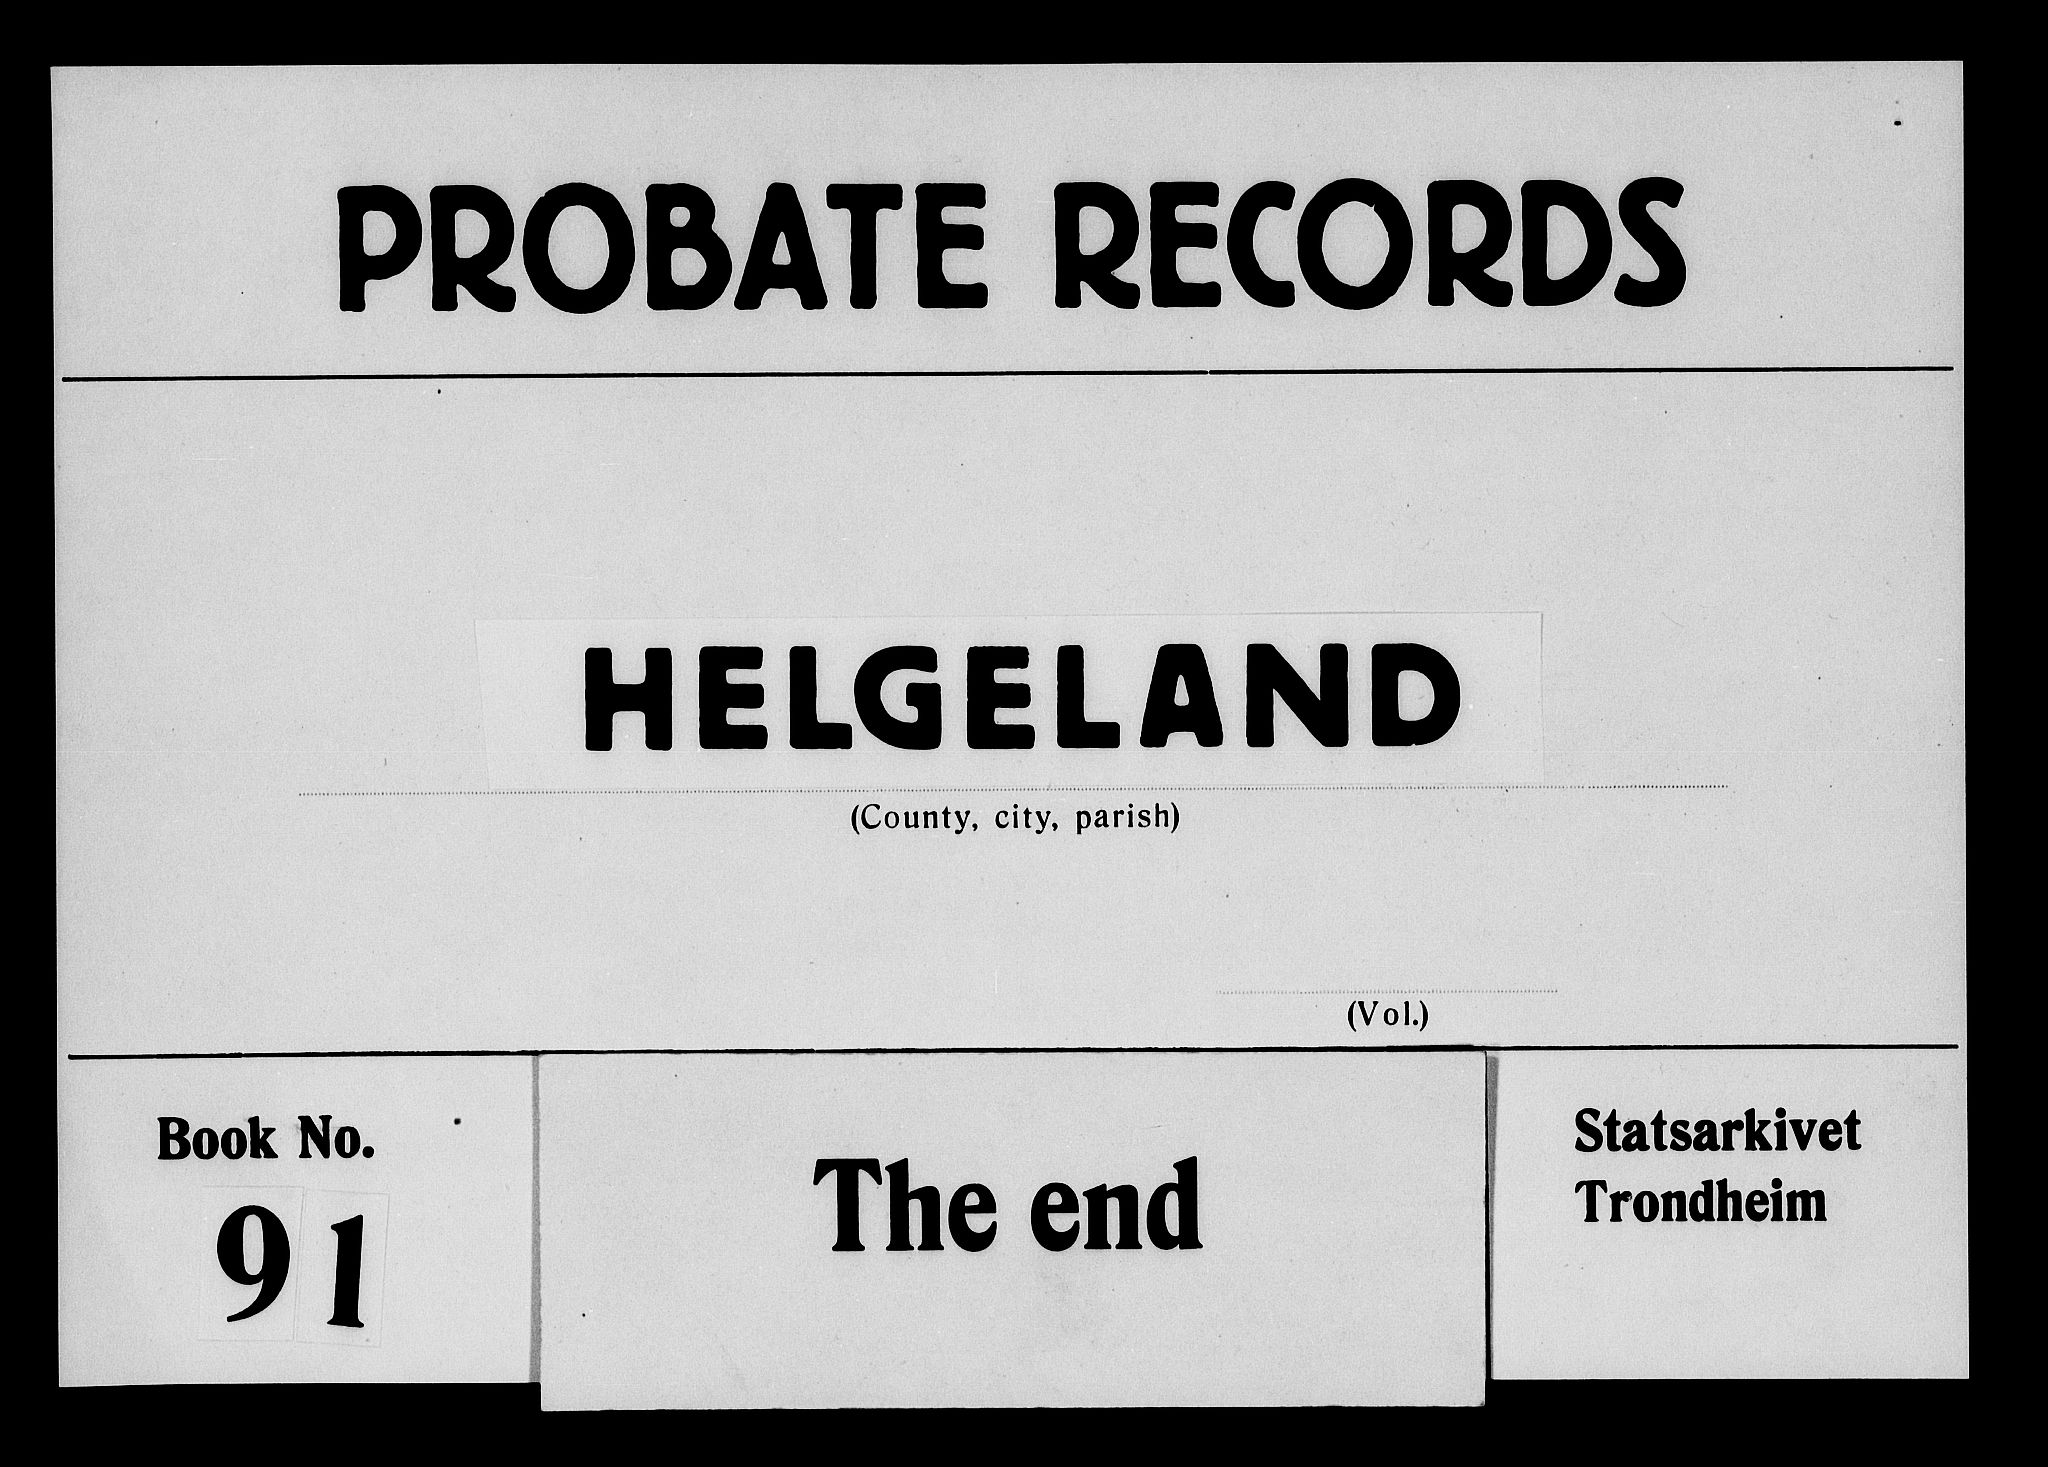 PROBATE RECORDS
HELGELAND
(County, city, parish)
(Vol.)
Book No.
91
The end
Statsarkivet
Trondheim